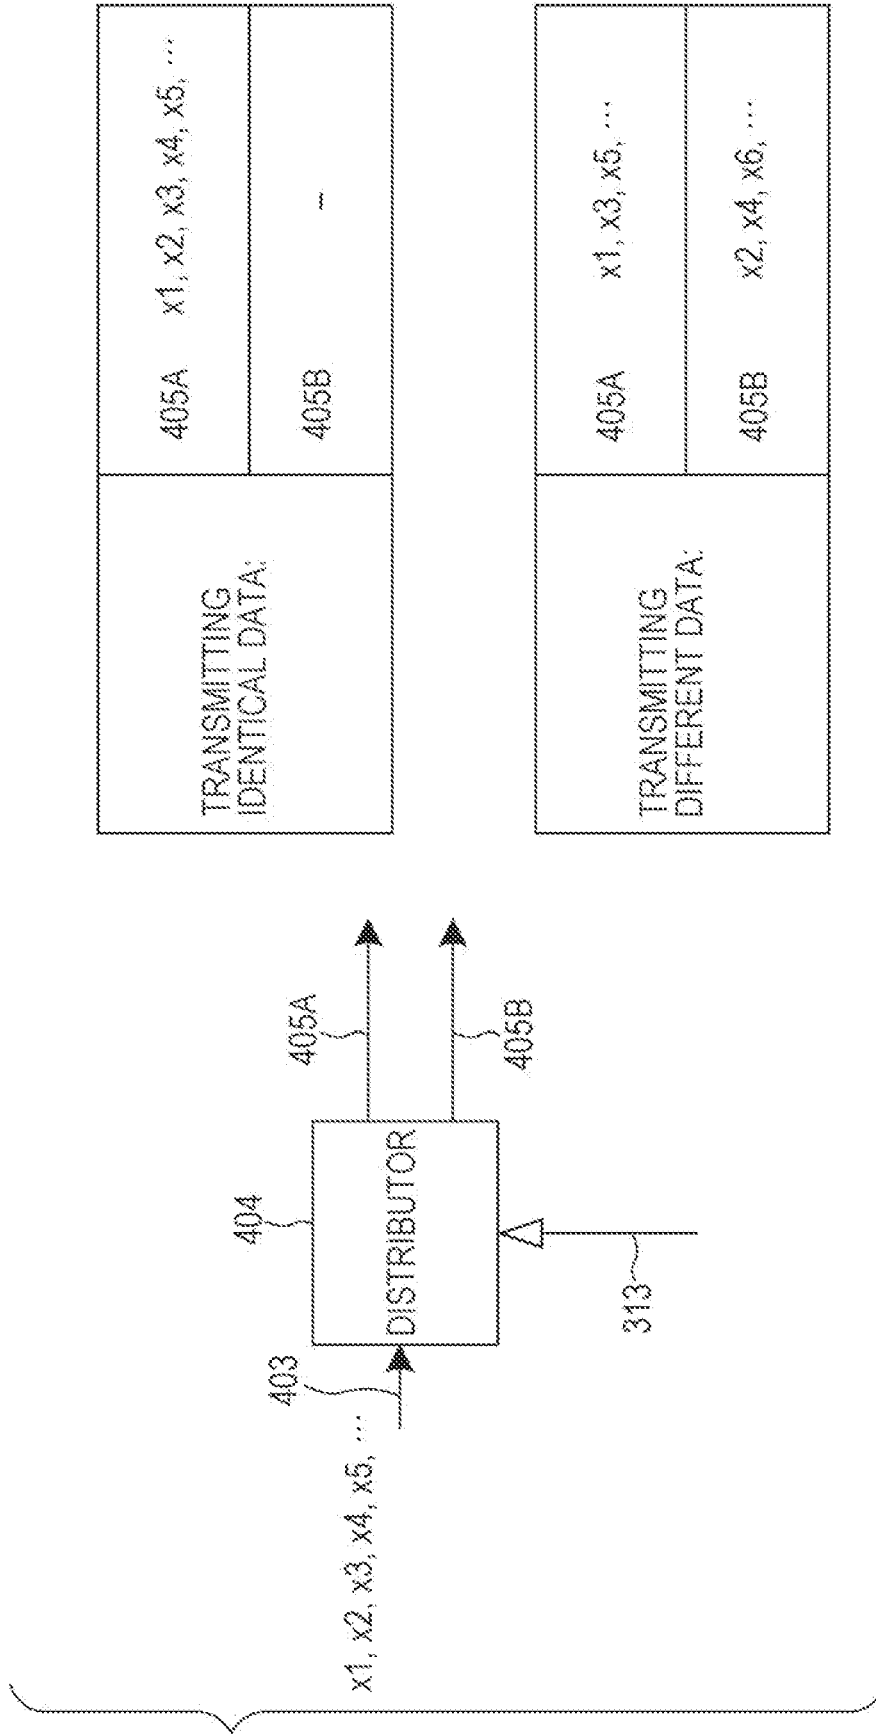 x1, x2, x3, x4, x5, ...
403
404
DISTRIBUTOR
313
405A
405B
TRANSMITTING
IDENTICAL DATA:
405A x1, x2, x3, x4, x5, ...
405B –
TRANSMITTING
DIFFERENT DATA:
405A x1, x3, x5, ...
405B x2, x4, x6, ...